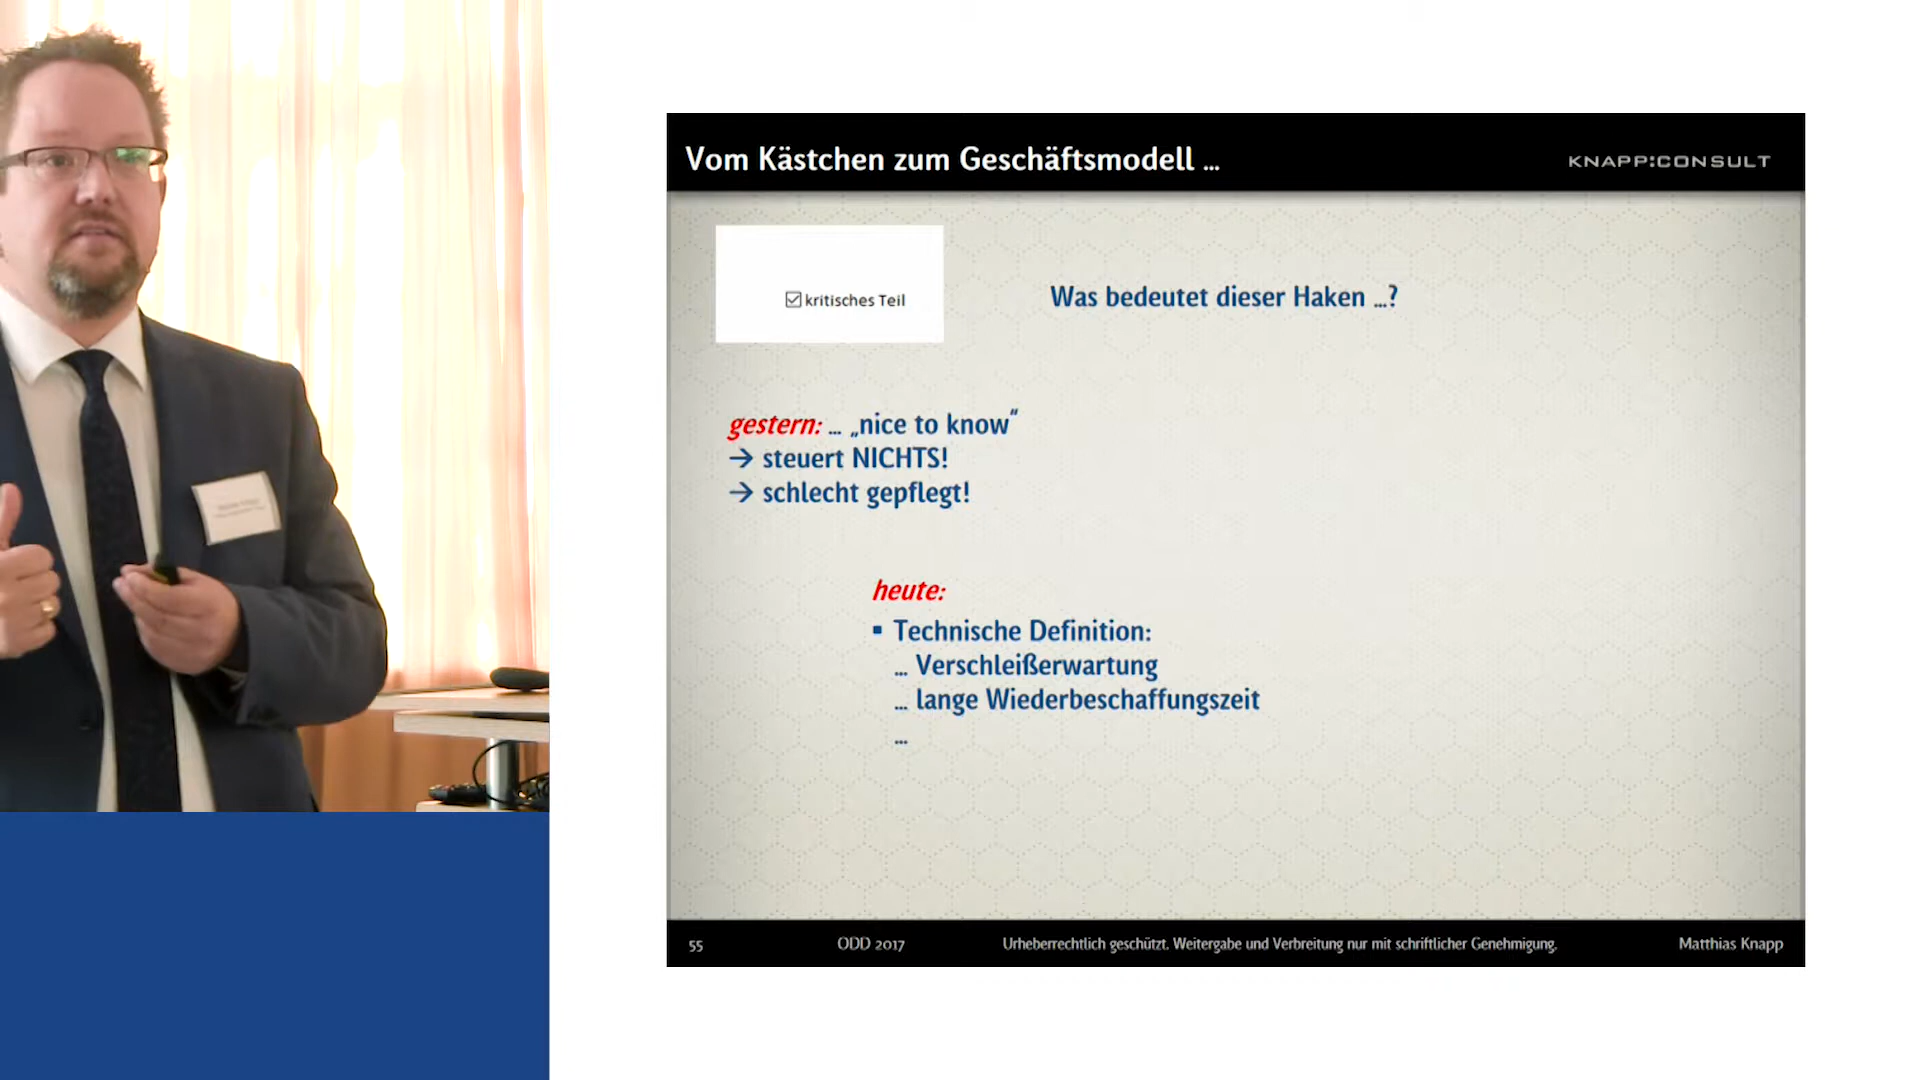 Vom Kästchen zum Geschäftsmodell ...
KNAPP:CONSULT
kritisches Teil
Was bedeutet dieser Haken ...?
gestern: ... „nice to know“
→ steuert NICHTS!
→ schlecht gepflegt!
heute:
▪ Technische Definition:
... Verschleißerwartung
... lange Wiederbeschaffungszeit
...
55
ODD 2017
Urheberrechtlich geschützt. Weitergabe und Verbreitung nur mit schriftlicher Genehmigung.
Matthias Knapp